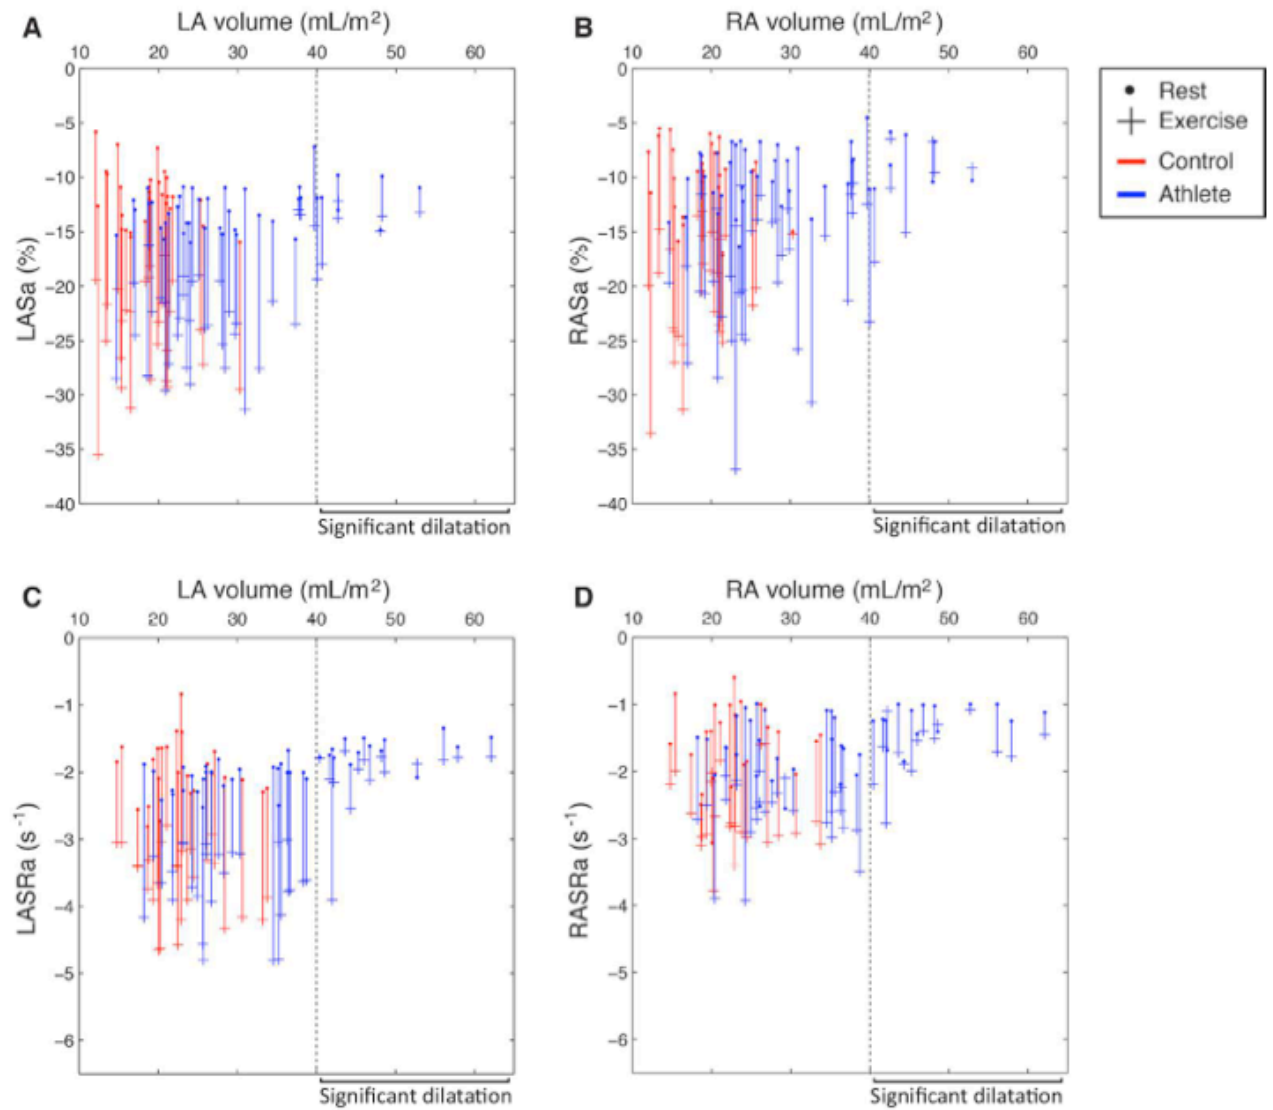 A
LA volume (mL/m²)
10 20 30 40 50 60
0
−5
−10
−15
−20
−25
−30
−35
−40
LASa (%)
Significant dilatation
B
RA volume (mL/m²)
10 20 30 40 50 60
0
−5
−10
−15
−20
−25
−30
−35
−40
RASa (%)
Significant dilatation
Rest
Exercise
Control
Athlete
C
LA volume (mL/m²)
10 20 30 40 50 60
0
−1
−2
−3
−4
−5
−6
LASRa (s⁻¹)
Significant dilatation
D
RA volume (mL/m²)
10 20 30 40 50 60
0
−1
−2
−3
−4
−5
−6
RASRa (s⁻¹)
Significant dilatation